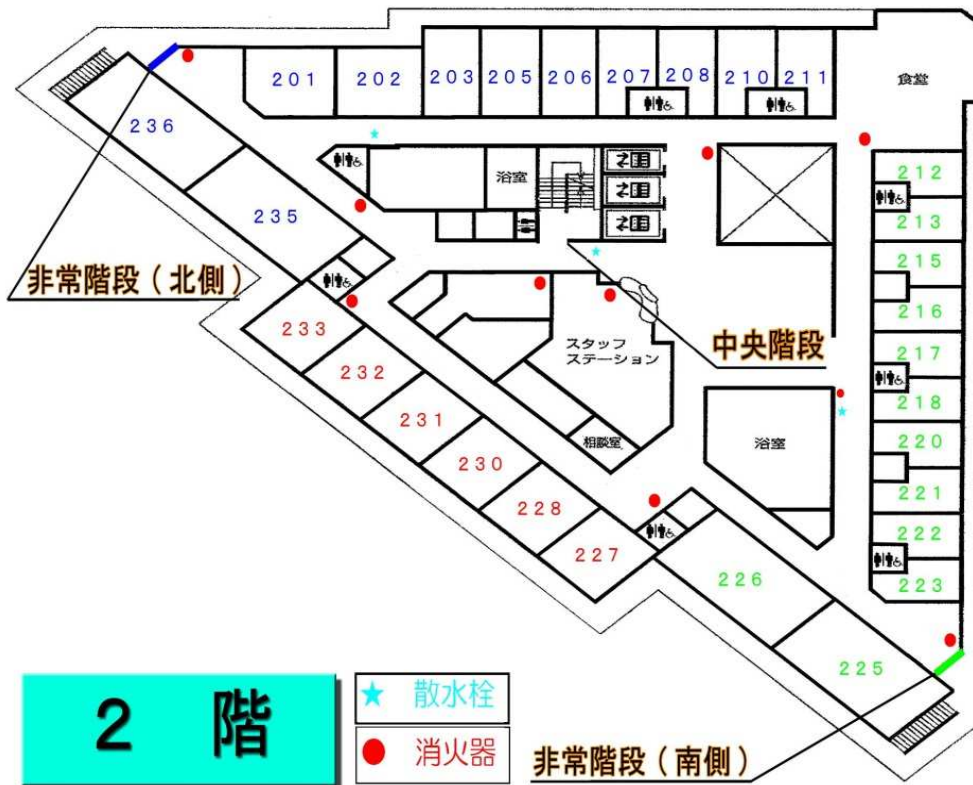 食堂
２０１
２０２
２０３
２０５
２０６
２０７
２０８
２１０
２１１
２３６
浴室
２１２
２１３
２３５
２１５
非常階段（北側）
２１６
２３３
スタッフ
ステーション
中央階段
２１７
２３２
２１８
２３１
相談室
浴室
２２０
２３０
２２１
２２８
２２２
２２７
２２６
２２３
２２５
２ 階
★ 散水栓
● 消火器
非常階段（南側）